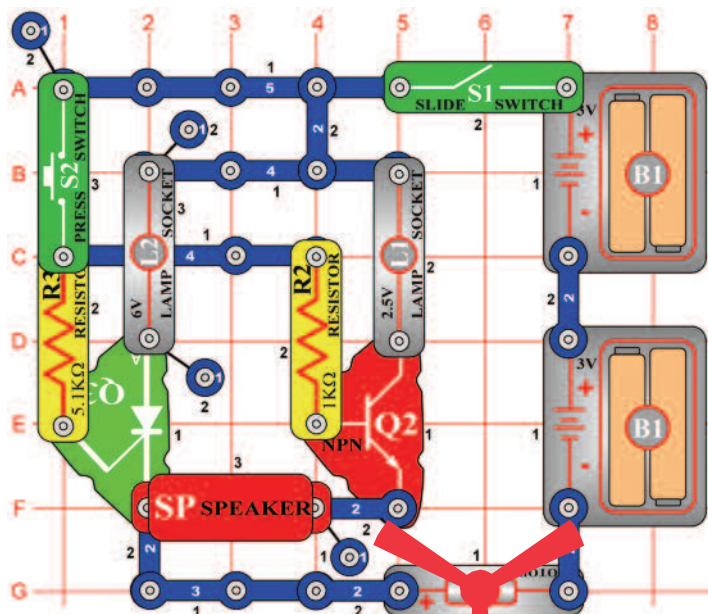 1 2 3 4 5 6 7 8
A
B
C
D
E
F
G
2
1
5
S1
SLIDE SWITCH
2
3V
+
-
B1
1
S2
PRESS SWITCH
3
2
2
1
2
4
1
L2
LAMP SOCKET
6V
3
L1
LAMP SOCKET
2.5V
2
1
4
R3
RESISTOR
5.1KΩ
2
R2
RESISTOR
1KΩ
2
2
2
1
2
Q3
1
Q2
NPN
1
3V
+
-
B1
1
3
SP SPEAKER
2
2
1
1
2
2
3
1
2
2
1
+